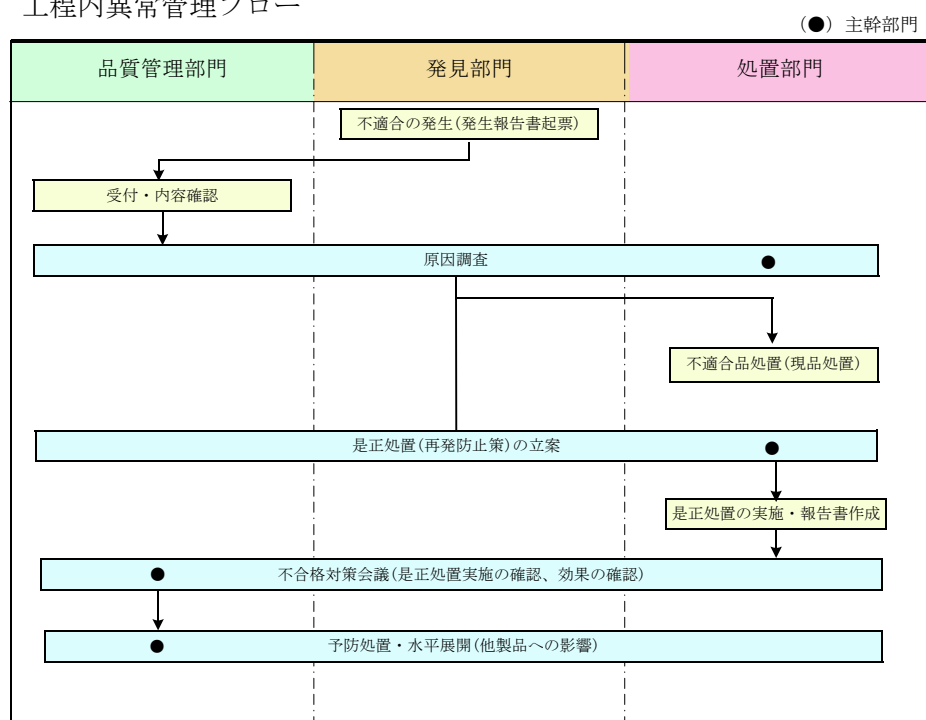 工程内異常管理フロー
(●) 主幹部門
品質管理部門
発見部門
処置部門
不適合の発生(発生報告書起票)
受付・内容確認
原因調査
●
不適合品処置(現品処置)
是正処置(再発防止策)の立案
●
是正処置の実施・報告書作成
●
不合格対策会議(是正処置実施の確認、効果の確認)
●
予防処置・水平展開(他製品への影響)